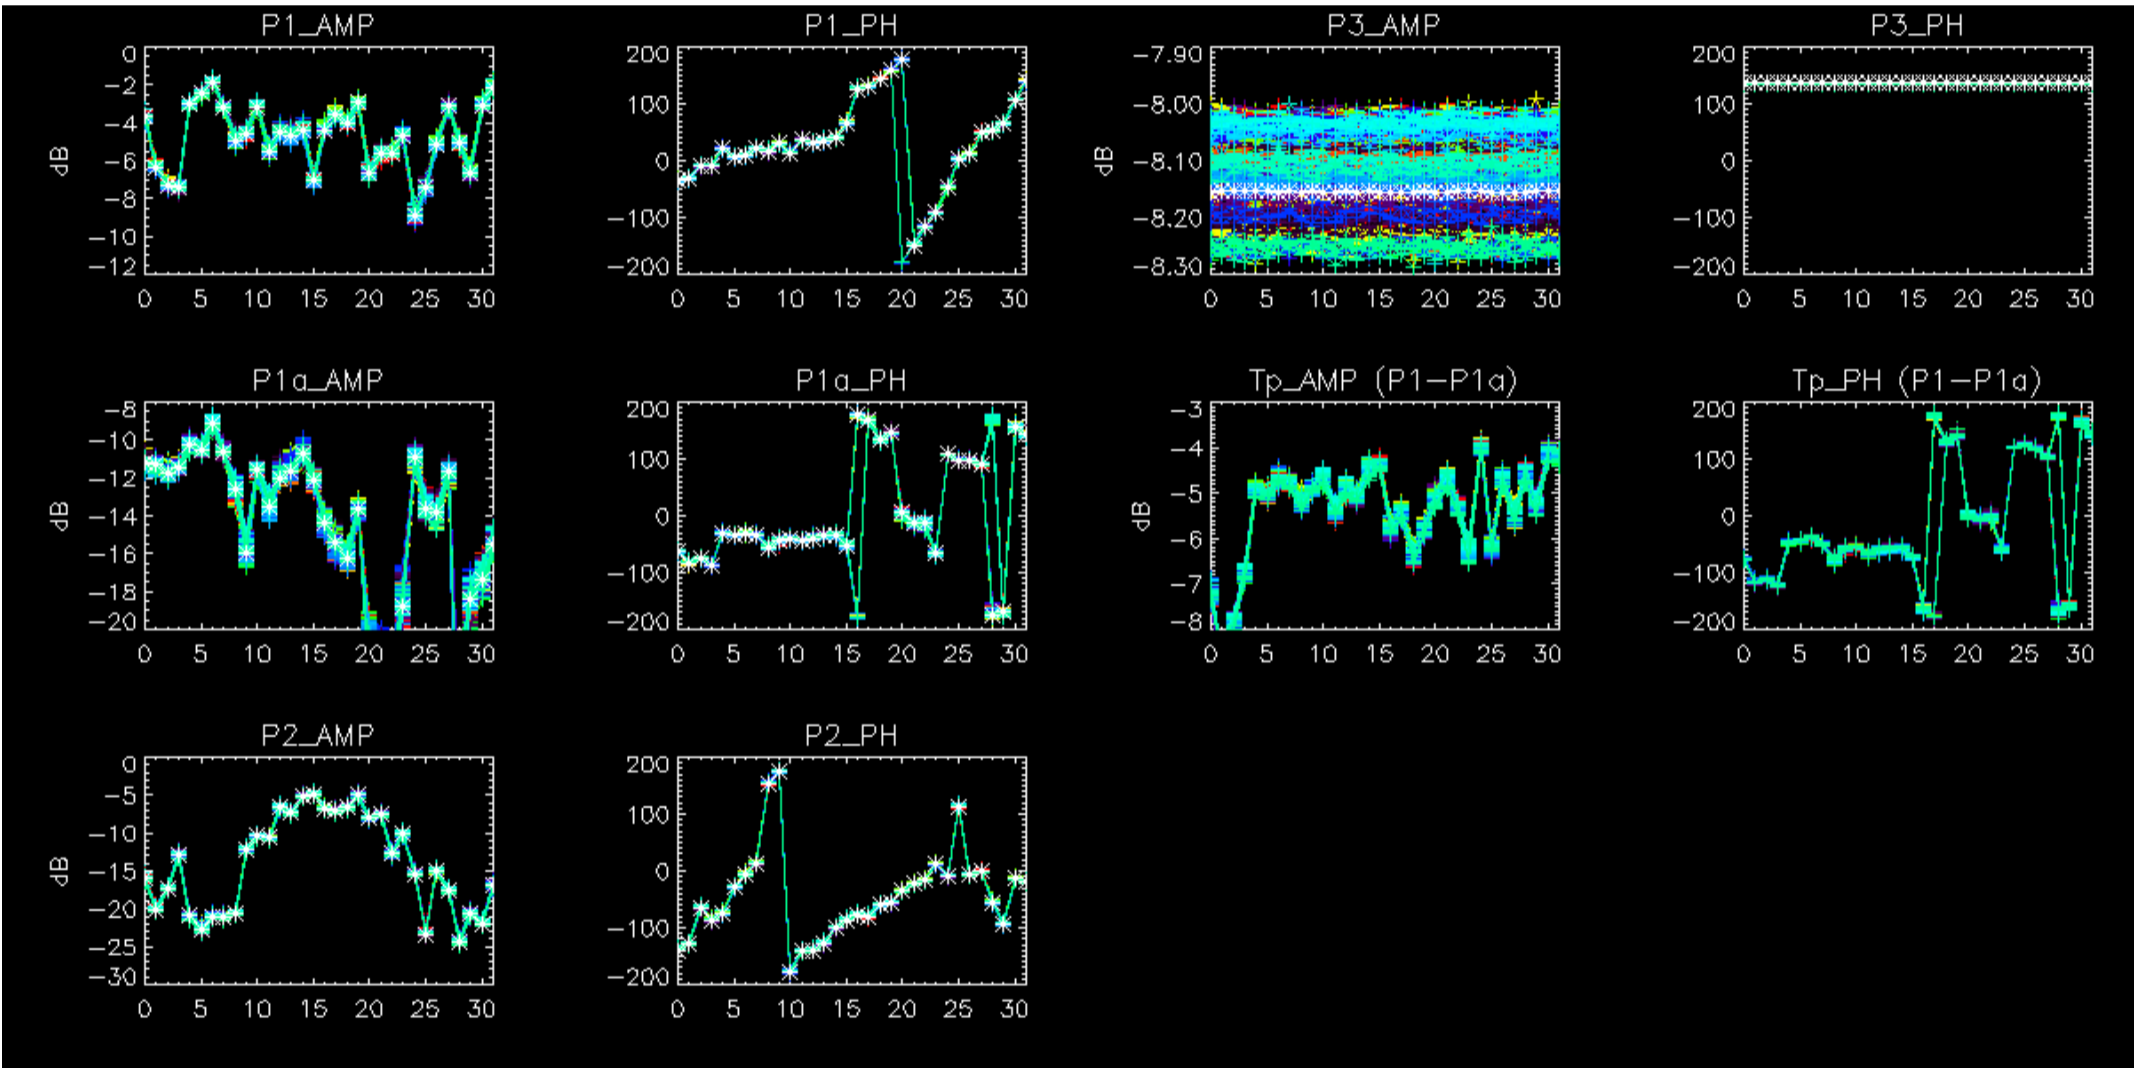 P1_AMP
P1_PH
P3_AMP
P3_PH
0
-2
-4
-6
-8
-10
-12
dB
0 5 10 15 20 25 30
200
100
0
-100
-200
0 5 10 15 20 25 30
-7.90
-8.00
-8.10
-8.20
-8.30
dB
0 5 10 15 20 25 30
200
100
0
-100
-200
0 5 10 15 20 25 30
P1a_AMP
P1a_PH
Tp_AMP (P1-P1a)
Tp_PH (P1-P1a)
-8
-10
-12
-14
-16
-18
-20
dB
0 5 10 15 20 25 30
200
100
0
-100
-200
0 5 10 15 20 25 30
-3
-4
-5
-6
-7
-8
dB
0 5 10 15 20 25 30
200
100
0
-100
-200
0 5 10 15 20 25 30
P2_AMP
P2_PH
0
-5
-10
-15
-20
-25
-30
dB
0 5 10 15 20 25 30
200
100
0
-100
-200
0 5 10 15 20 25 30